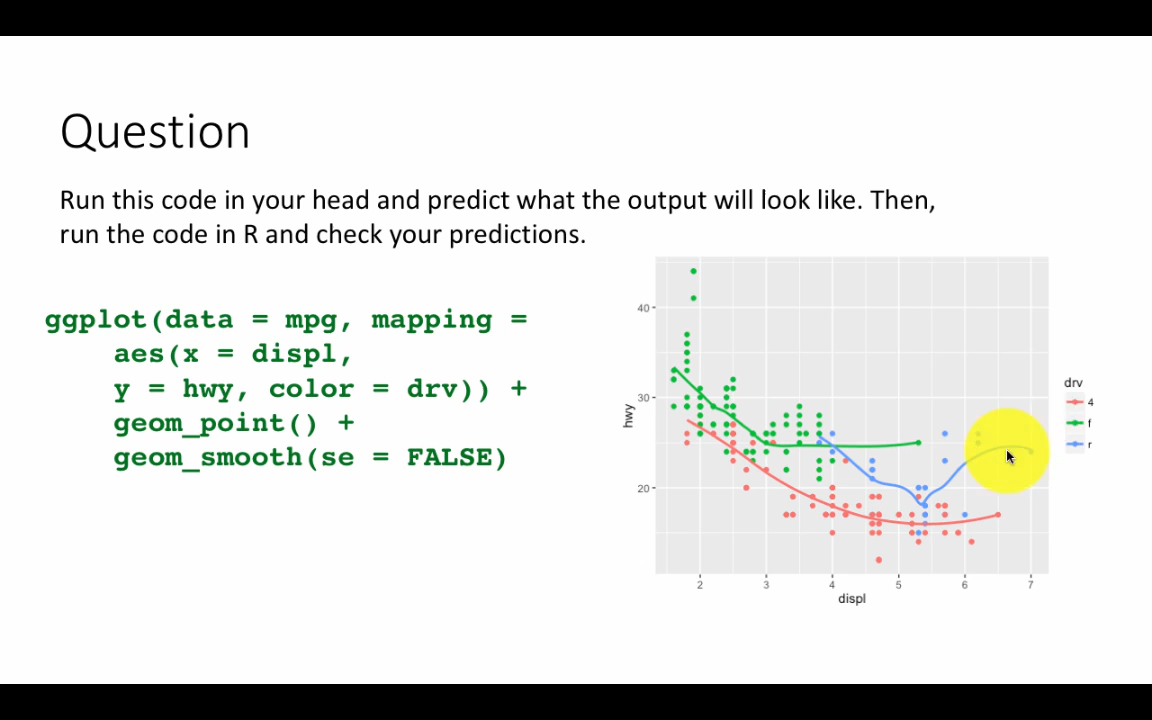 Question
Run this code in your head and predict what the output will look like. Then,
run the code in R and check your predictions.
ggplot(data = mpg, mapping =
aes(x = displ,
y = hwy, color = drv)) +
geom_point() +
geom_smooth(se = FALSE)
40
30
20
hwy
2 3 4 5 6 7
displ
drv
4
f
r